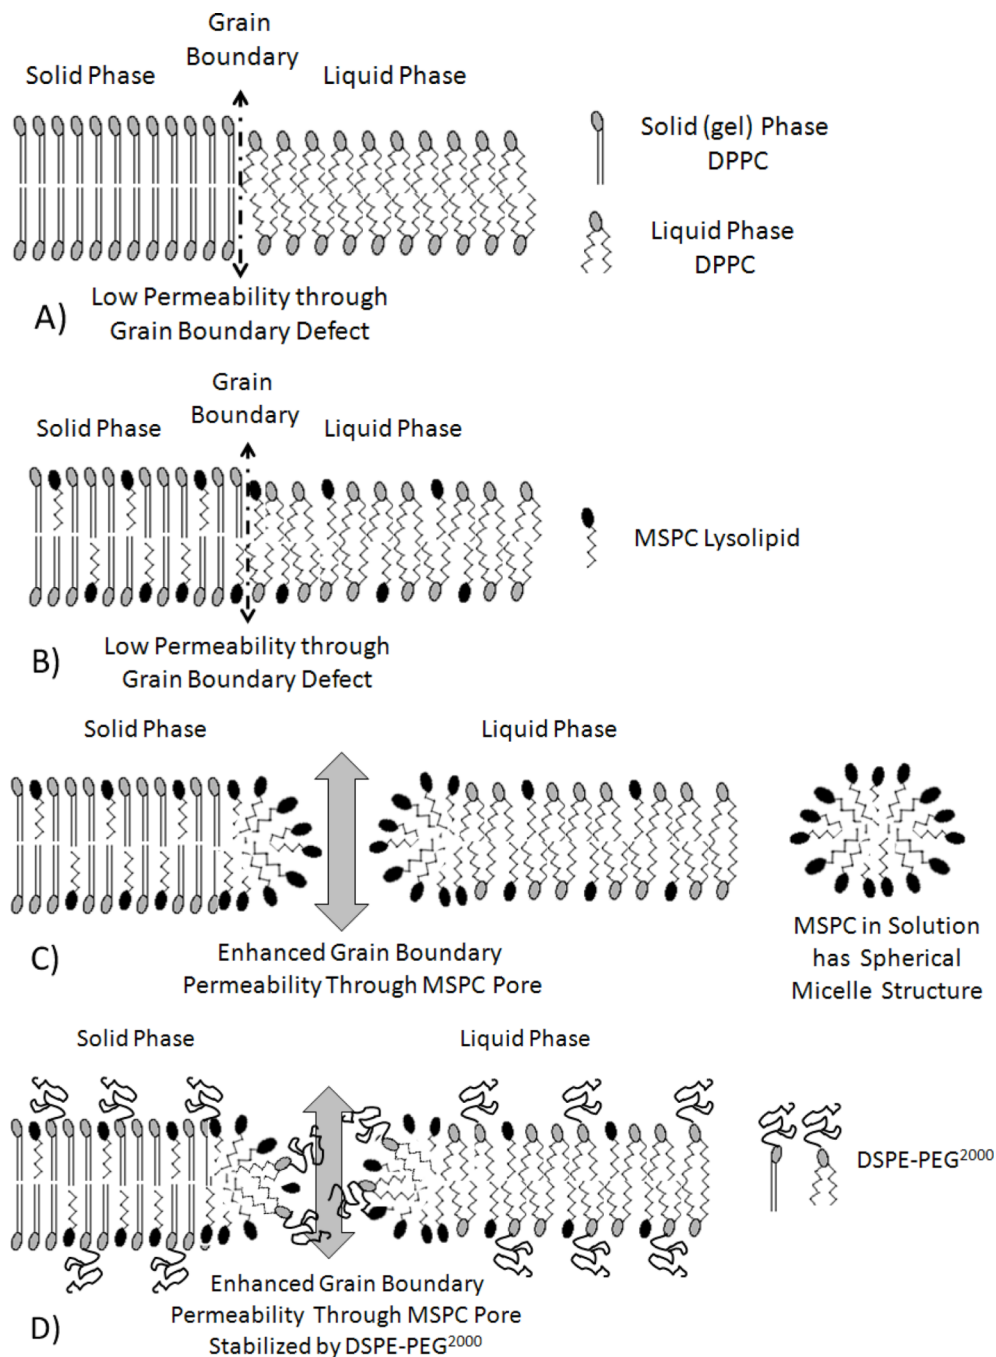 Grain
Boundary
Solid Phase
Liquid Phase
Solid (gel) Phase
DPPC
Liquid Phase
DPPC
Low Permeability through
Grain Boundary Defect
A)
Grain
Boundary
Solid Phase
Liquid Phase
MSPC Lysolipid
Low Permeability through
Grain Boundary Defect
B)
Solid Phase
Liquid Phase
Enhanced Grain Boundary
Permeability Through MSPC Pore
C)
MSPC in Solution
has Spherical
Micelle Structure
Solid Phase
Liquid Phase
DSPE-PEG²⁰⁰⁰
Enhanced Grain Boundary
Permeability Through MSPC Pore
Stabilized by DSPE-PEG²⁰⁰⁰
D)